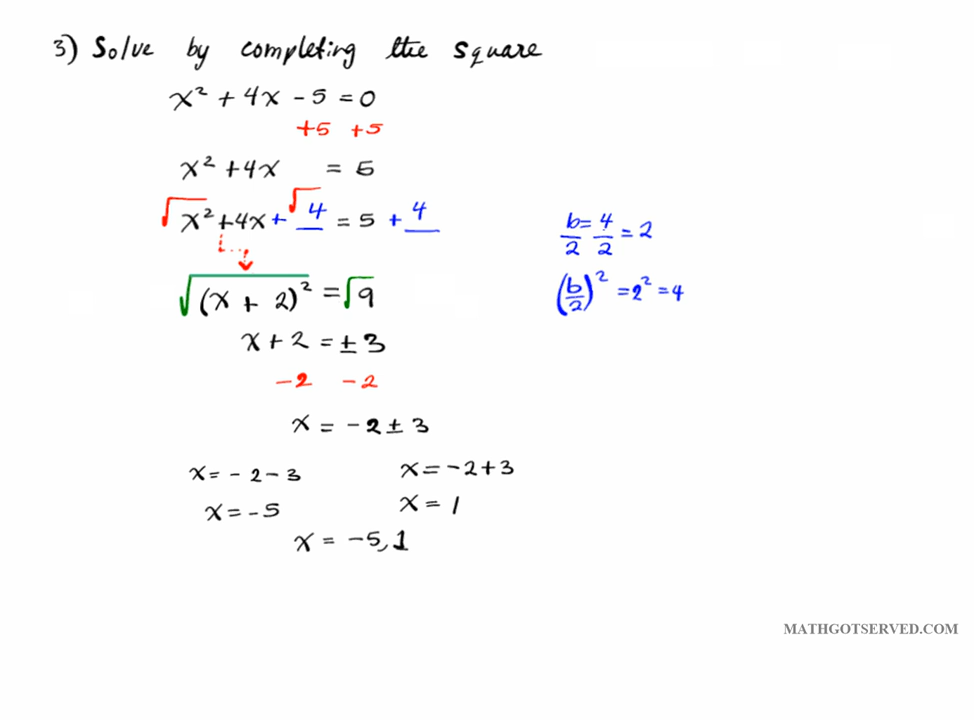 3) Solve by completing the square
x² + 4x - 5 = 0
+5 +5
x² + 4x = 5
√x² + 4x + √4 = 5 + 4
b/2 = 4/2 = 2
√(x + 2)² = √9
(b/2)² = 2² = 4
x + 2 = ± 3
-2 -2
x = -2 ± 3
x = -2 - 3 x = -2 + 3
x = -5 x = 1
x = -5, 1
MATHGOTSERVED.COM